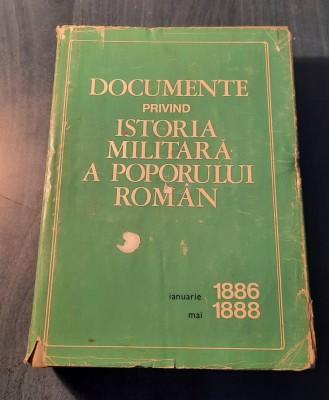 DOCUMENTE
PRIVIND
ISTORIA
MILITARĂ
A POPORULUI
ROMÂN
ianuarie 1886
mai 1888